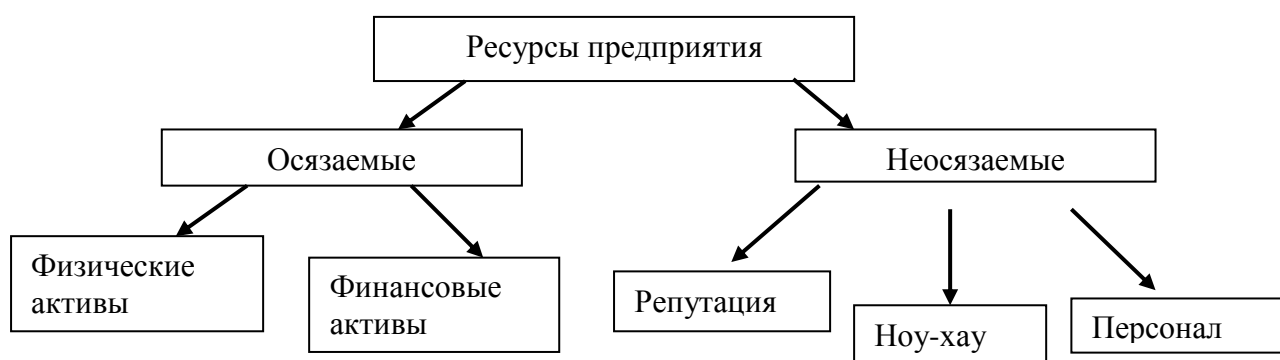 Ресурсы предприятия
Осязаемые
Неосязаемые
Физические
активы
Финансовые
активы
Репутация
Ноу-хау
Персонал